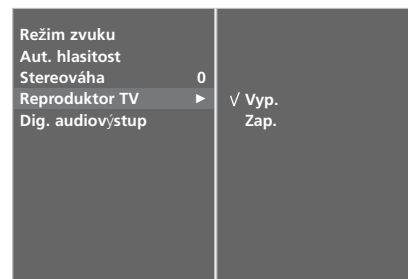 Režim zvuku
Aut. hlasitost
Stereováha 0
Reproduktor TV ►
Dig. audiovýstup
√ Vyp.
Zap.